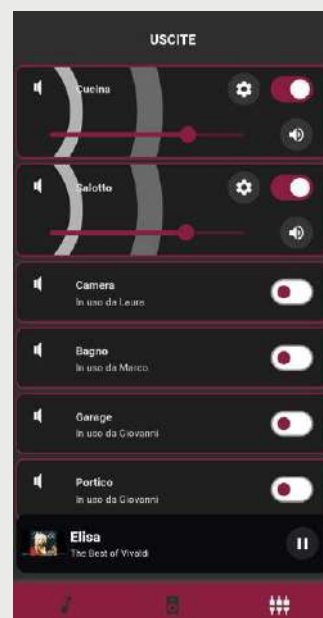 USCITE
Cucina
Salotto
Camera
In uso da Laura
Bagno
In uso da Marco
Garage
In uso da Giovanni
Portico
In uso da Giovanni
Elisa
The Best of Vivaldi